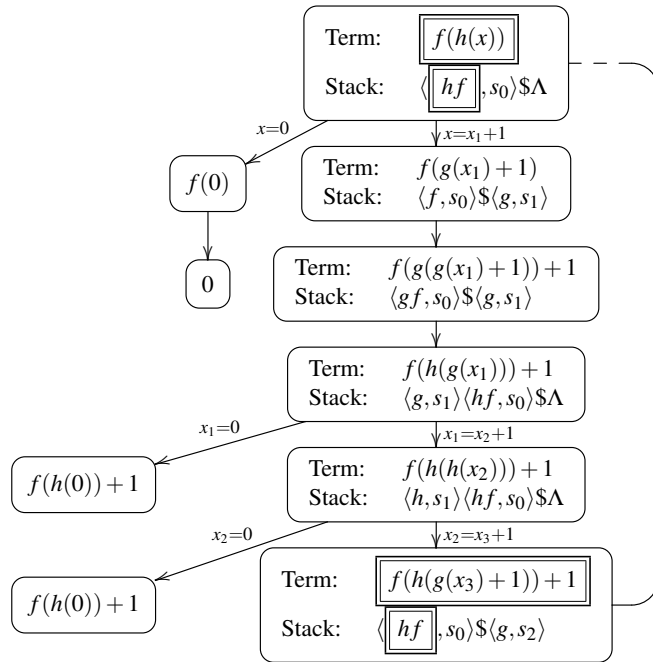 Term: f(h(x))
Stack: ⟨hf,s₀⟩$Λ
x=0
x=x₁+1
f(0)
Term: f(g(x₁)+1)
Stack: ⟨f,s₀⟩$⟨g,s₁⟩
0
Term: f(g(g(x₁)+1))+1
Stack: ⟨gf,s₀⟩$⟨g,s₁⟩
Term: f(h(g(x₁)))+1
Stack: ⟨g,s₁⟩⟨hf,s₀⟩$Λ
x₁=0
x₁=x₂+1
f(h(0))+1
Term: f(h(h(x₂)))+1
Stack: ⟨h,s₁⟩⟨hf,s₀⟩$Λ
x₂=0
x₂=x₃+1
f(h(0))+1
Term: f(h(g(x₃)+1))+1
Stack: ⟨hf,s₀⟩$⟨g,s₂⟩